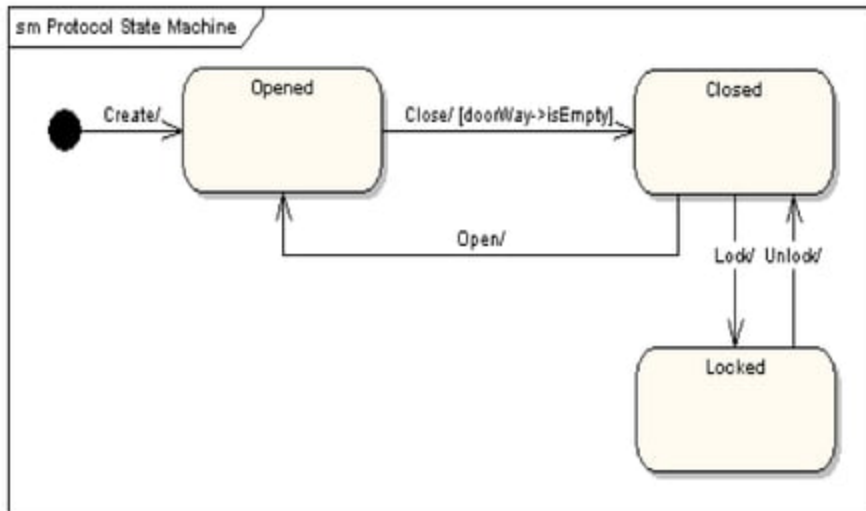 sm Protocol State Machine
Opened
Closed
Create/
Close/ [doorWay->isEmpty]
Open/
Lock/
Unlock/
Locked